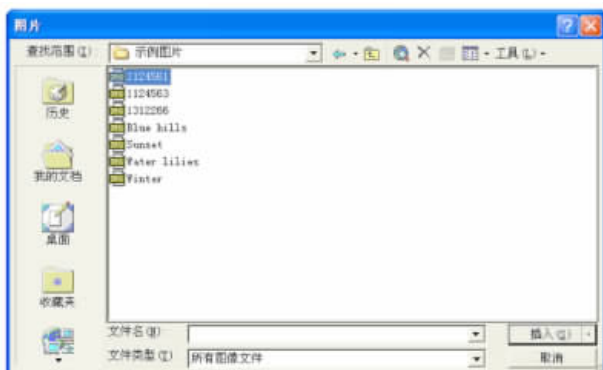 图片
查找范围(I)
示例图片
工具(L)
历史
我的文档
桌面
收藏夹
1124561
1124563
1312266
Blue hills
Sunset
Water lilies
Winter
文件名(N)
文件类型(T)
所有图像文件
插入(S)
取消